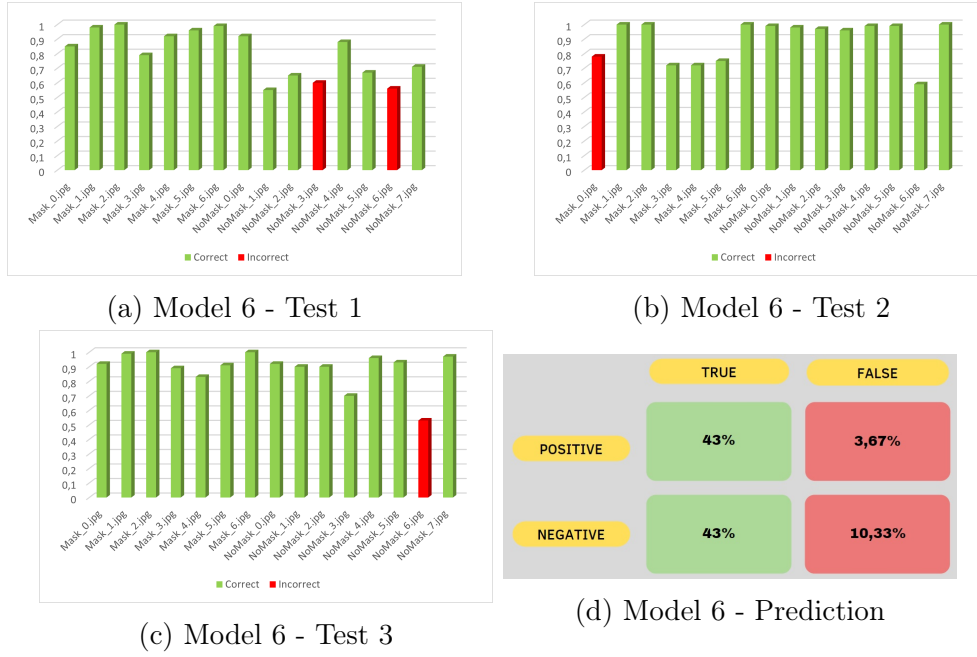 1
0,9
0,8
0,7
0,6
0,5
0,4
0,3
0,2
0,1
0
Mask_0.jpg
Mask_1.jpg
Mask_2.jpg
Mask_3.jpg
Mask_4.jpg
Mask_5.jpg
Mask_6.jpg
NoMask_0.jpg
NoMask_1.jpg
NoMask_2.jpg
NoMask_3.jpg
NoMask_4.jpg
NoMask_5.jpg
NoMask_6.jpg
NoMask_7.jpg
Correct Incorrect
(a) Model 6 - Test 1
1
0,9
0,8
0,7
0,6
0,5
0,4
0,3
0,2
0,1
0
Mask_0.jpg
Mask_1.jpg
Mask_2.jpg
Mask_3.jpg
Mask_4.jpg
Mask_5.jpg
Mask_6.jpg
NoMask_0.jpg
NoMask_1.jpg
NoMask_2.jpg
NoMask_3.jpg
NoMask_4.jpg
NoMask_5.jpg
NoMask_6.jpg
NoMask_7.jpg
Correct Incorrect
(b) Model 6 - Test 2
1
0,9
0,8
0,7
0,6
0,5
0,4
0,3
0,2
0,1
0
Mask_0.jpg
Mask_1.jpg
Mask_2.jpg
Mask_3.jpg
Mask_4.jpg
Mask_5.jpg
Mask_6.jpg
NoMask_0.jpg
NoMask_1.jpg
NoMask_2.jpg
NoMask_3.jpg
NoMask_4.jpg
NoMask_5.jpg
NoMask_6.jpg
NoMask_7.jpg
Correct Incorrect
(c) Model 6 - Test 3
TRUE FALSE
POSITIVE 43% 3,67%
NEGATIVE 43% 10,33%
(d) Model 6 - Prediction